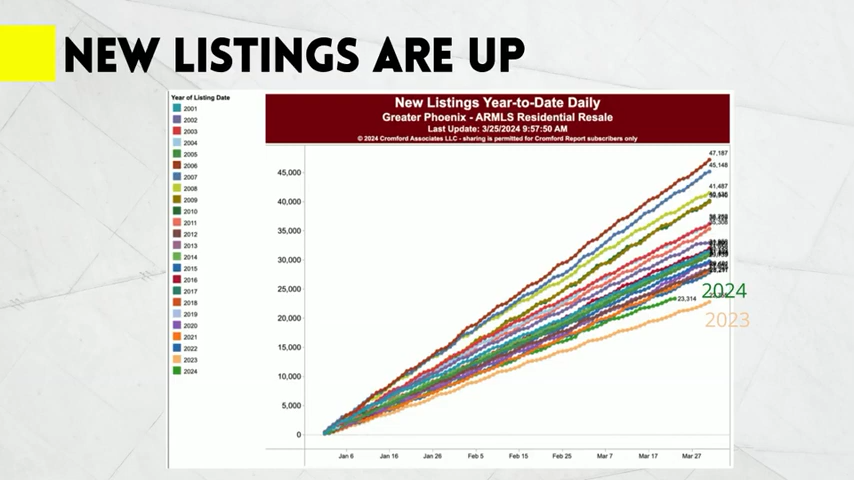 NEW LISTINGS ARE UP
Year of Listing Date
2001
2002
2003
2004
2005
2006
2007
2008
2009
2010
2011
2012
2013
2014
2015
2016
2017
2018
2019
2020
2021
2022
2023
2024
New Listings Year-to-Date Daily
Greater Phoenix - ARMLS Residential Resale
Last Update: 3/25/2024 9:57:50 AM
© 2024 Cromford Associates LLC - sharing is permitted for Cromford Report subscribers only
47,187
45,148
41,487
23,314
2024
2023
45,000
40,000
35,000
30,000
25,000
20,000
15,000
10,000
5,000
0
Jan 6
Jan 16
Jan 26
Feb 5
Feb 15
Feb 25
Mar 7
Mar 17
Mar 27